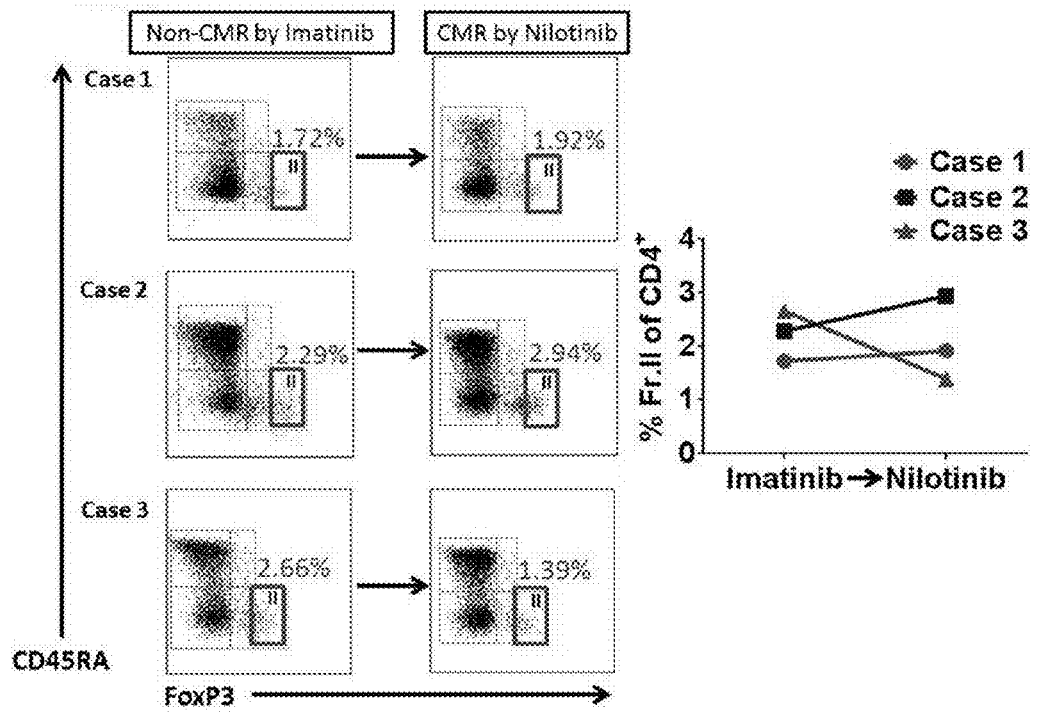 Non-CMR by Imatinib
CMR by Nilotinib
Case 1
1.72%
II
1.92%
II
Case 2
2.29%
II
2.94%
II
Case 3
2.66%
II
1.39%
II
CD45RA
FoxP3
Case 1
Case 2
Case 3
% Fr.II of CD4+
4
3
2
1
0
Imatinib→Nilotinib